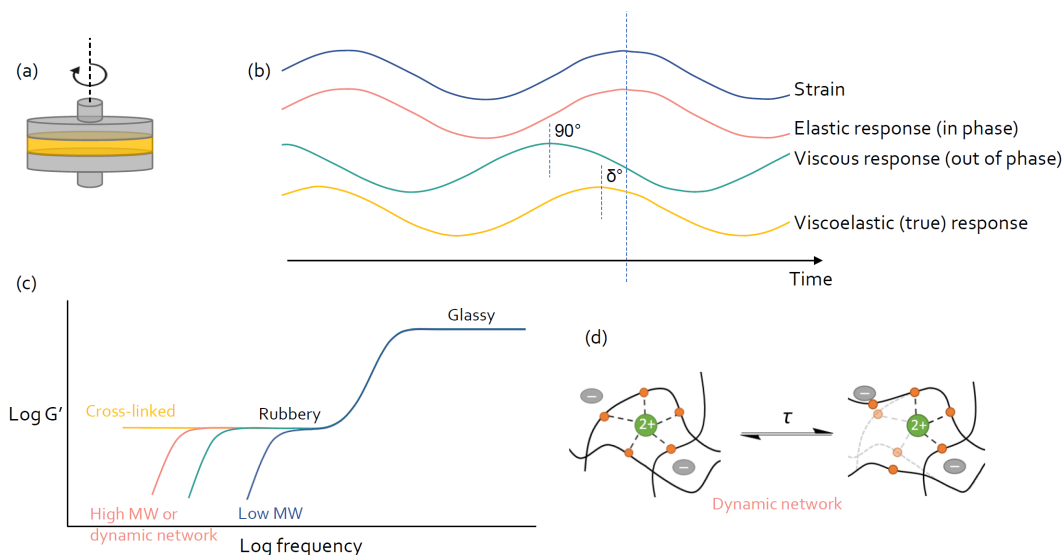 (a)
(b)
Strain
Elastic response (in phase)
90°
Viscous response (out of phase)
δ°
Viscoelastic (true) response
Time
(c)
Glassy
Log G’
Cross-linked
Rubbery
High MW or
dynamic network
Low MW
Log frequency
(d)
−
2+
−
τ
−
2+
−
Dynamic network